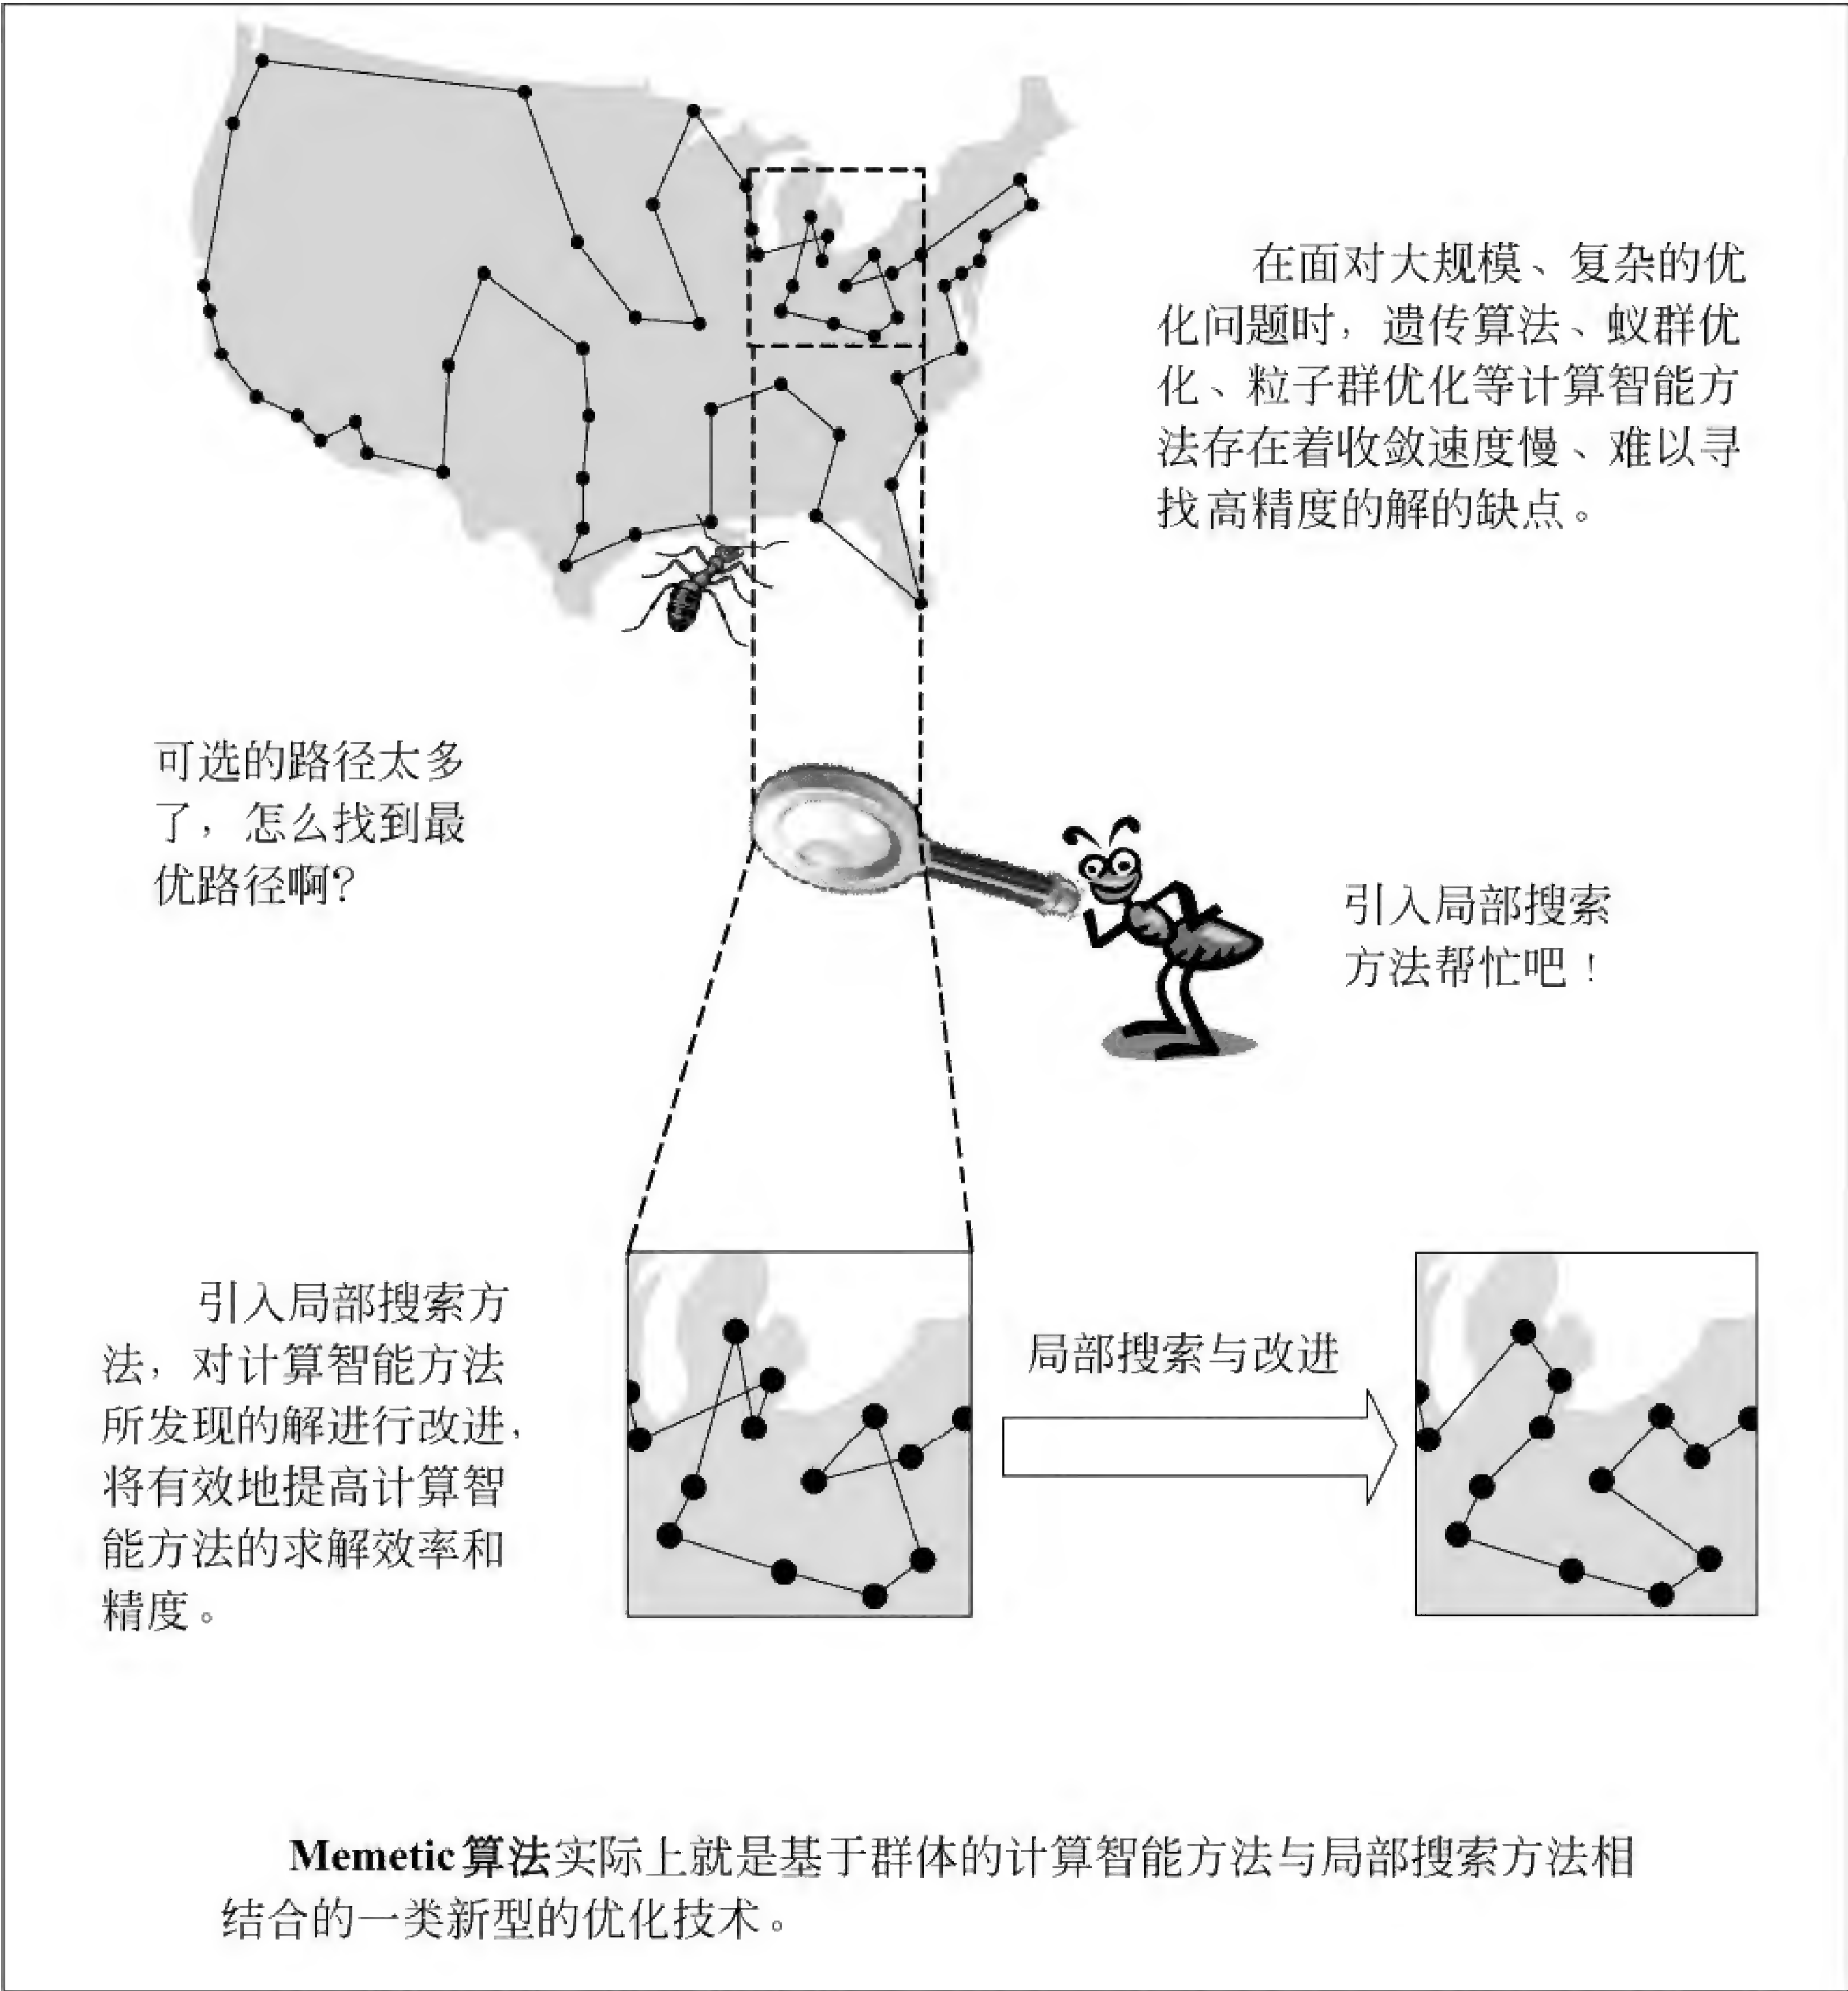 在面对大规模、复杂的优
化问题时，遗传算法、蚁群优
化、粒子群优化等计算智能方
法存在着收敛速度慢、难以寻
找高精度的解的缺点。
可选的路径太多
了，怎么找到最
优路径啊?
引入局部搜索
方法帮忙吧！
引入局部搜索方
法，对计算智能方法
所发现的解进行改进，
将有效地提高计算智
能方法的求解效率和
精度。
局部搜索与改进
Memetic算法实际上就是基于群体的计算智能方法与局部搜索方法相
结合的一类新型的优化技术。